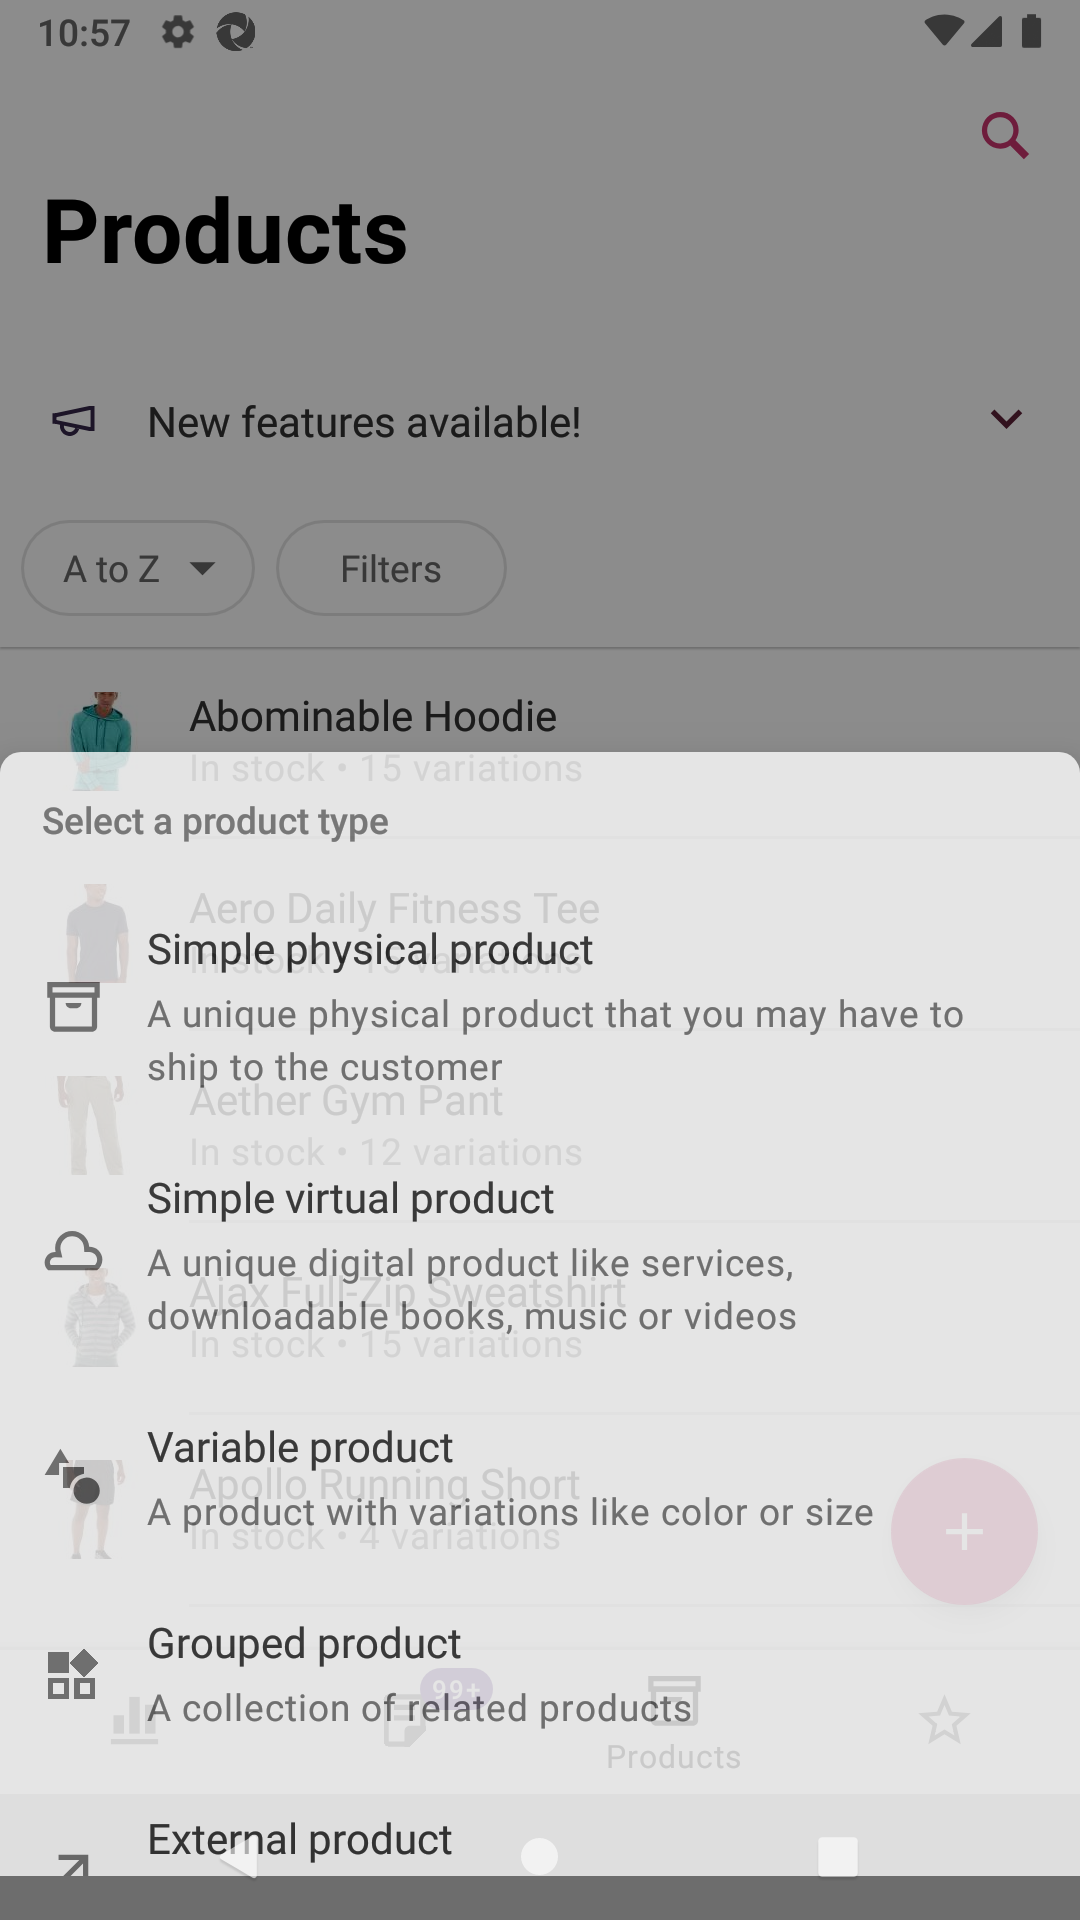 10:57
Products
New features available!
A to Z
Filters
Abominable Hoodie
In stock • 15 variations
Select a product type
Aero Daily Fitness Tee
Simple physical product
In stock • 15 variations
A unique physical product that you may have to
ship to the customer
Aether Gym Pant
In stock • 12 variations
Simple virtual product
A unique digital product like services,
Ajax Full-Zip Sweatshirt
downloadable books, music or videos
In stock • 15 variations
Variable product
Apollo Running Short
A product with variations like color or size
In stock • 4 variations
Grouped product
99+
A collection of related products
Products
External product